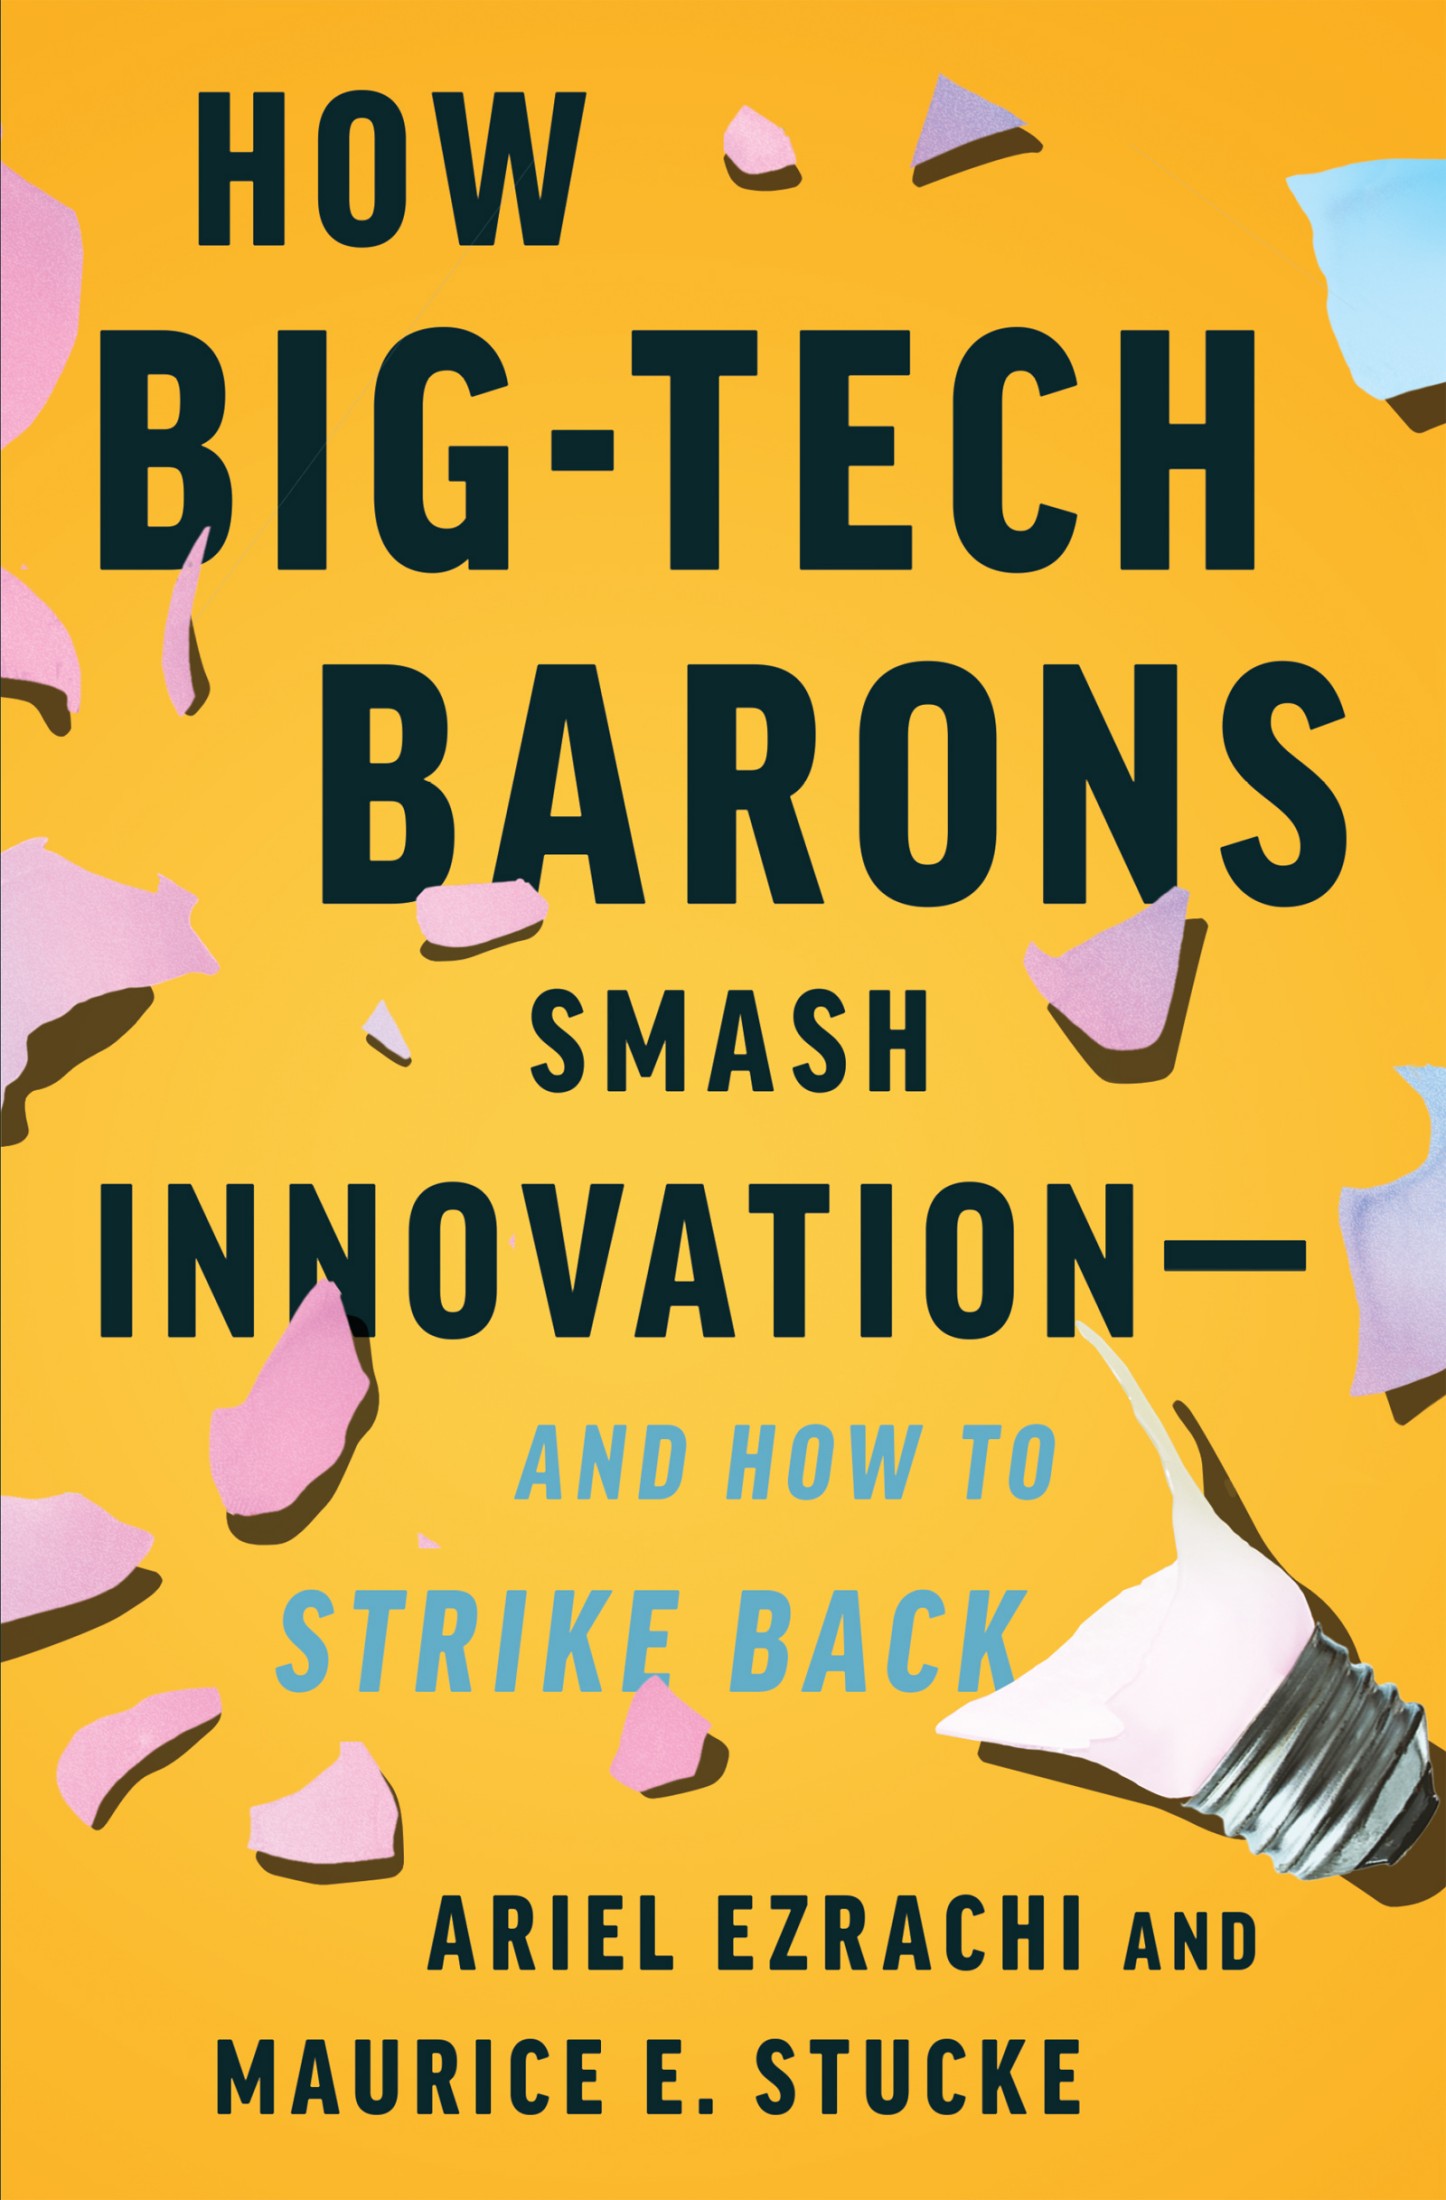 HOW
BIG-TECH
BARONS
SMASH
INNOVATION—
AND HOW TO
STRIKE BACK
ARIEL EZRACHI AND
MAURICE E. STUCKE